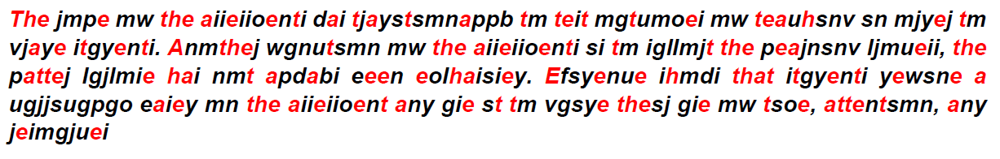 The jmpe mw the aiieiioenti dai tjaystsmnappb tm teit mgtumoei mw teauhsnv sn mjyej tm
vjaye itgyenti. Anmthej wgnutsmn mw the aiieiioenti si tm igllmjt the peajnsnv ljmueii, the
pattej lgjlmie hai nmt apdabi eeen eolhaisiey. Efsyenue ihmdi that itgyenti yewsne a
ugjjsugpgo eaiey mn the aiieiioent any gie st tm vgsye thesj gie mw tsoe, attentsmn, any
jeimgjuei